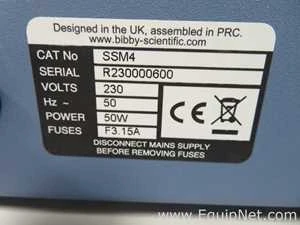 Designed in the UK, assembled in PRC.
www.bibby-scientific.com
CAT No SSM4
SERIAL R230000600
VOLTS 230
Hz ~ 50
POWER 50W
FUSES F3.15A
CE
DISCONNECT MAINS SUPPLY
BEFORE REMOVING FUSES
www.EquipNet.com